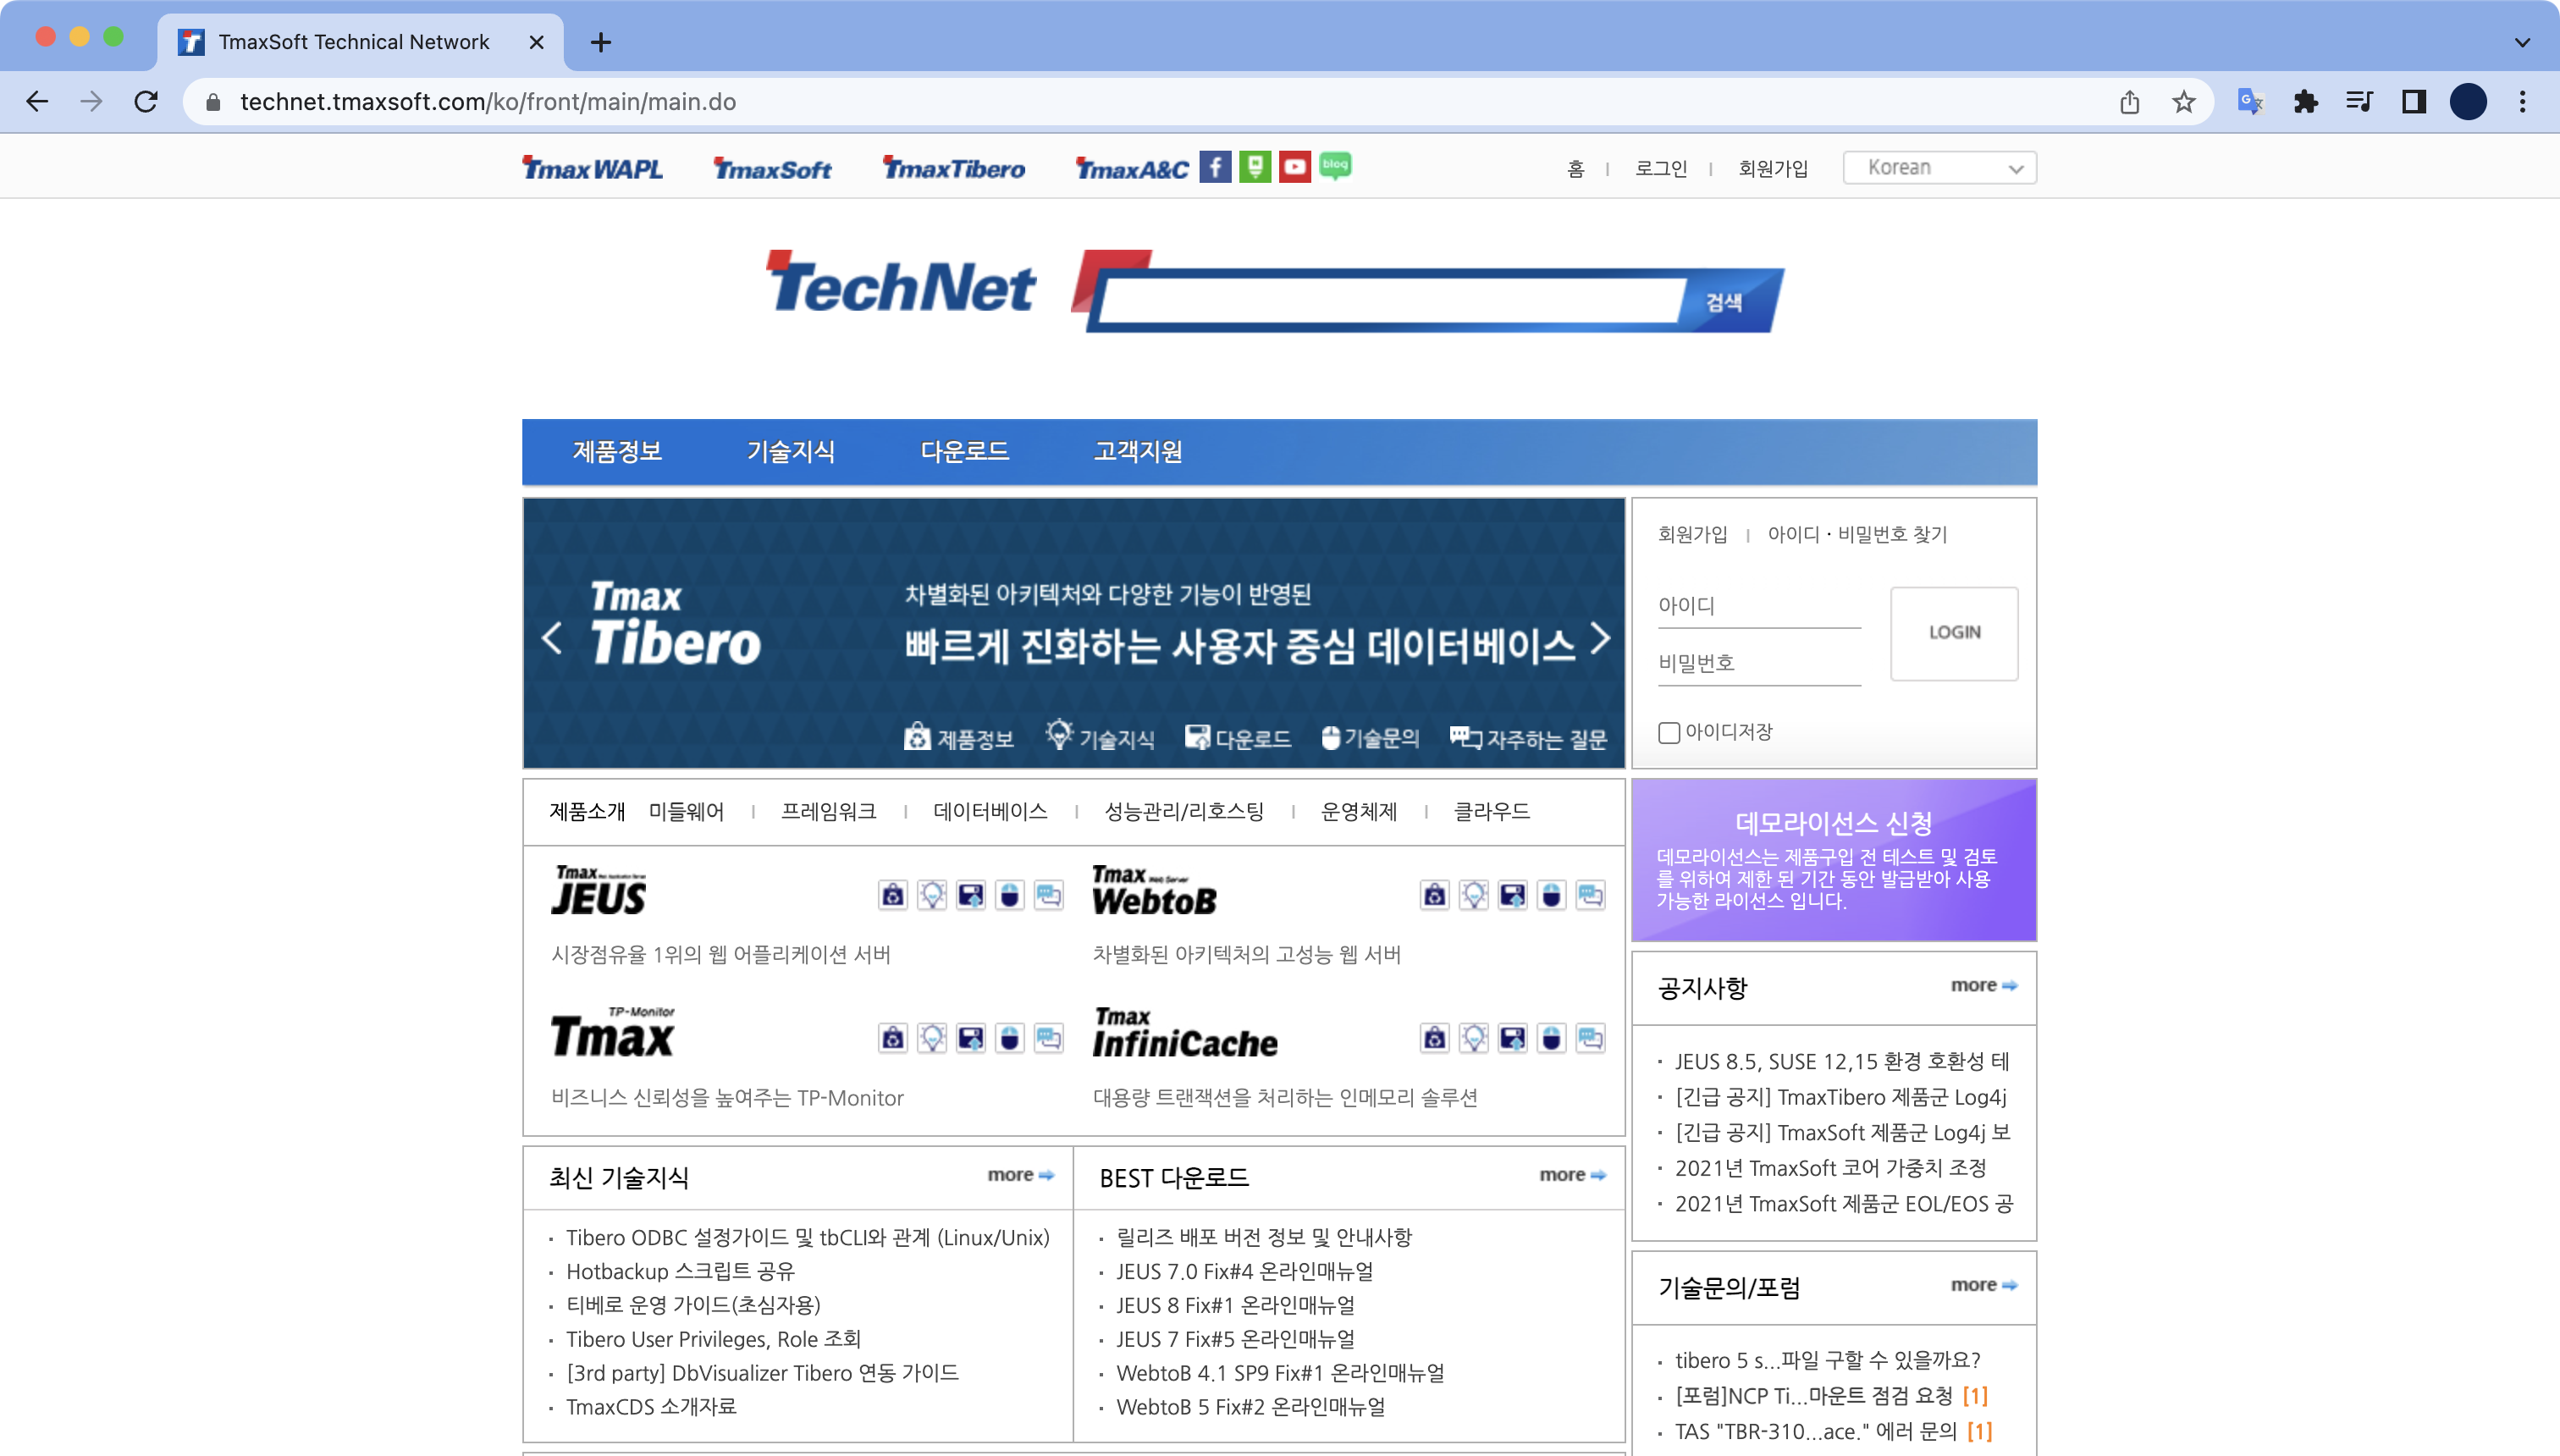 TmaxSoft Technical Network
technet.tmaxsoft.com/ko/front/main/main.do
TmaxWAPL TmaxSoft TmaxTibero TmaxA&C blog 홈 로그인 회원가입 Korean
TechNet 검색
제품정보 기술지식 다운로드 고객지원
Tmax Tibero
차별화된 아키텍처와 다양한 기능이 반영된
빠르게 진화하는 사용자 중심 데이터베이스
제품정보 기술지식 다운로드 기술문의 자주하는 질문
회원가입 아이디 · 비밀번호 찾기
아이디
비밀번호
LOGIN
아이디저장
제품소개 미들웨어 프레임워크 데이터베이스 성능관리/리호스팅 운영체제 클라우드
Tmax JEUS
시장점유율 1위의 웹 어플리케이션 서버
Tmax Web Server WebtoB
차별화된 아키텍처의 고성능 웹 서버
TP-Monitor Tmax
비즈니스 신뢰성을 높여주는 TP-Monitor
Tmax InfiniCache
대용량 트랜잭션을 처리하는 인메모리 솔루션
데모라이선스 신청
데모라이선스는 제품구입 전 테스트 및 검토
를 위하여 제한 된 기간 동안 발급받아 사용
가능한 라이선스 입니다.
공지사항 more
· JEUS 8.5, SUSE 12,15 환경 호환성 테
· [긴급 공지] TmaxTibero 제품군 Log4j
· [긴급 공지] TmaxSoft 제품군 Log4j 보
· 2021년 TmaxSoft 코어 가중치 조정
· 2021년 TmaxSoft 제품군 EOL/EOS 공
최신 기술지식 more
· Tibero ODBC 설정가이드 및 tbCLI와 관계 (Linux/Unix)
· Hotbackup 스크립트 공유
· 티베로 운영 가이드(초심자용)
· Tibero User Privileges, Role 조회
· [3rd party] DbVisualizer Tibero 연동 가이드
· TmaxCDS 소개자료
BEST 다운로드 more
· 릴리즈 배포 버전 정보 및 안내사항
· JEUS 7.0 Fix#4 온라인매뉴얼
· JEUS 8 Fix#1 온라인매뉴얼
· JEUS 7 Fix#5 온라인매뉴얼
· WebtoB 4.1 SP9 Fix#1 온라인매뉴얼
· WebtoB 5 Fix#2 온라인매뉴얼
기술문의/포럼 more
· tibero 5 s...파일 구할 수 있을까요?
· [포럼]NCP Ti...마운트 점검 요청 [1]
· TAS "TBR-310...ace." 에러 문의 [1]